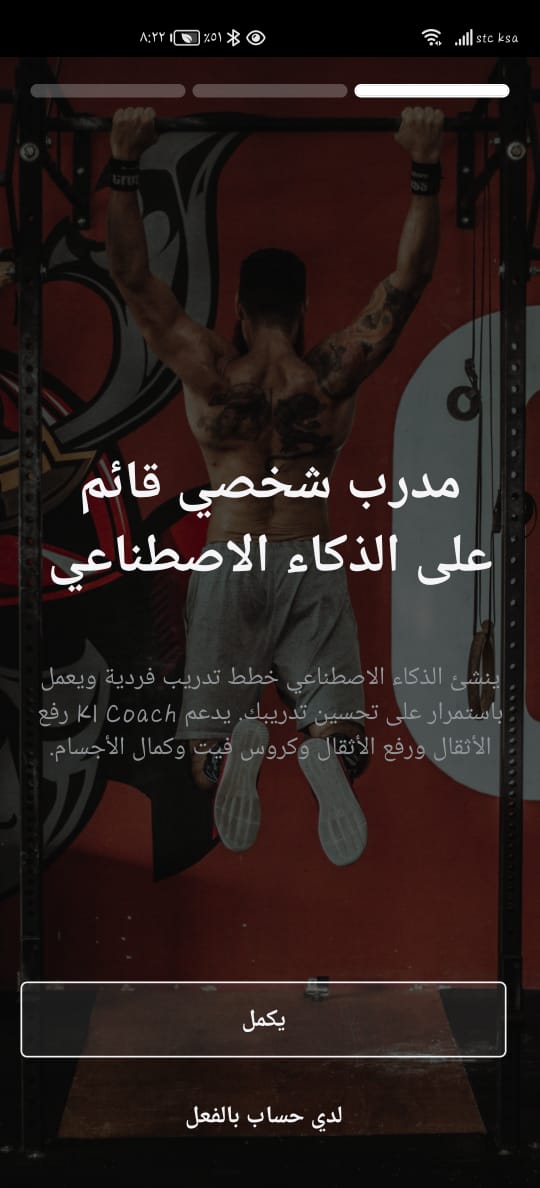 ٨:٢٢ ٪٥١ stc ksa
مدرب شخصي قائم
على الذكاء الاصطناعي
ينشئ الذكاء الاصطناعي خطط تدريب فردية ويعمل
باستمرار على تحسين تدريبك. يدعم KI Coach رفع
الأثقال ورفع الأثقال وكروس فيت وكمال الأجسام.
يكمل
لدي حساب بالفعل